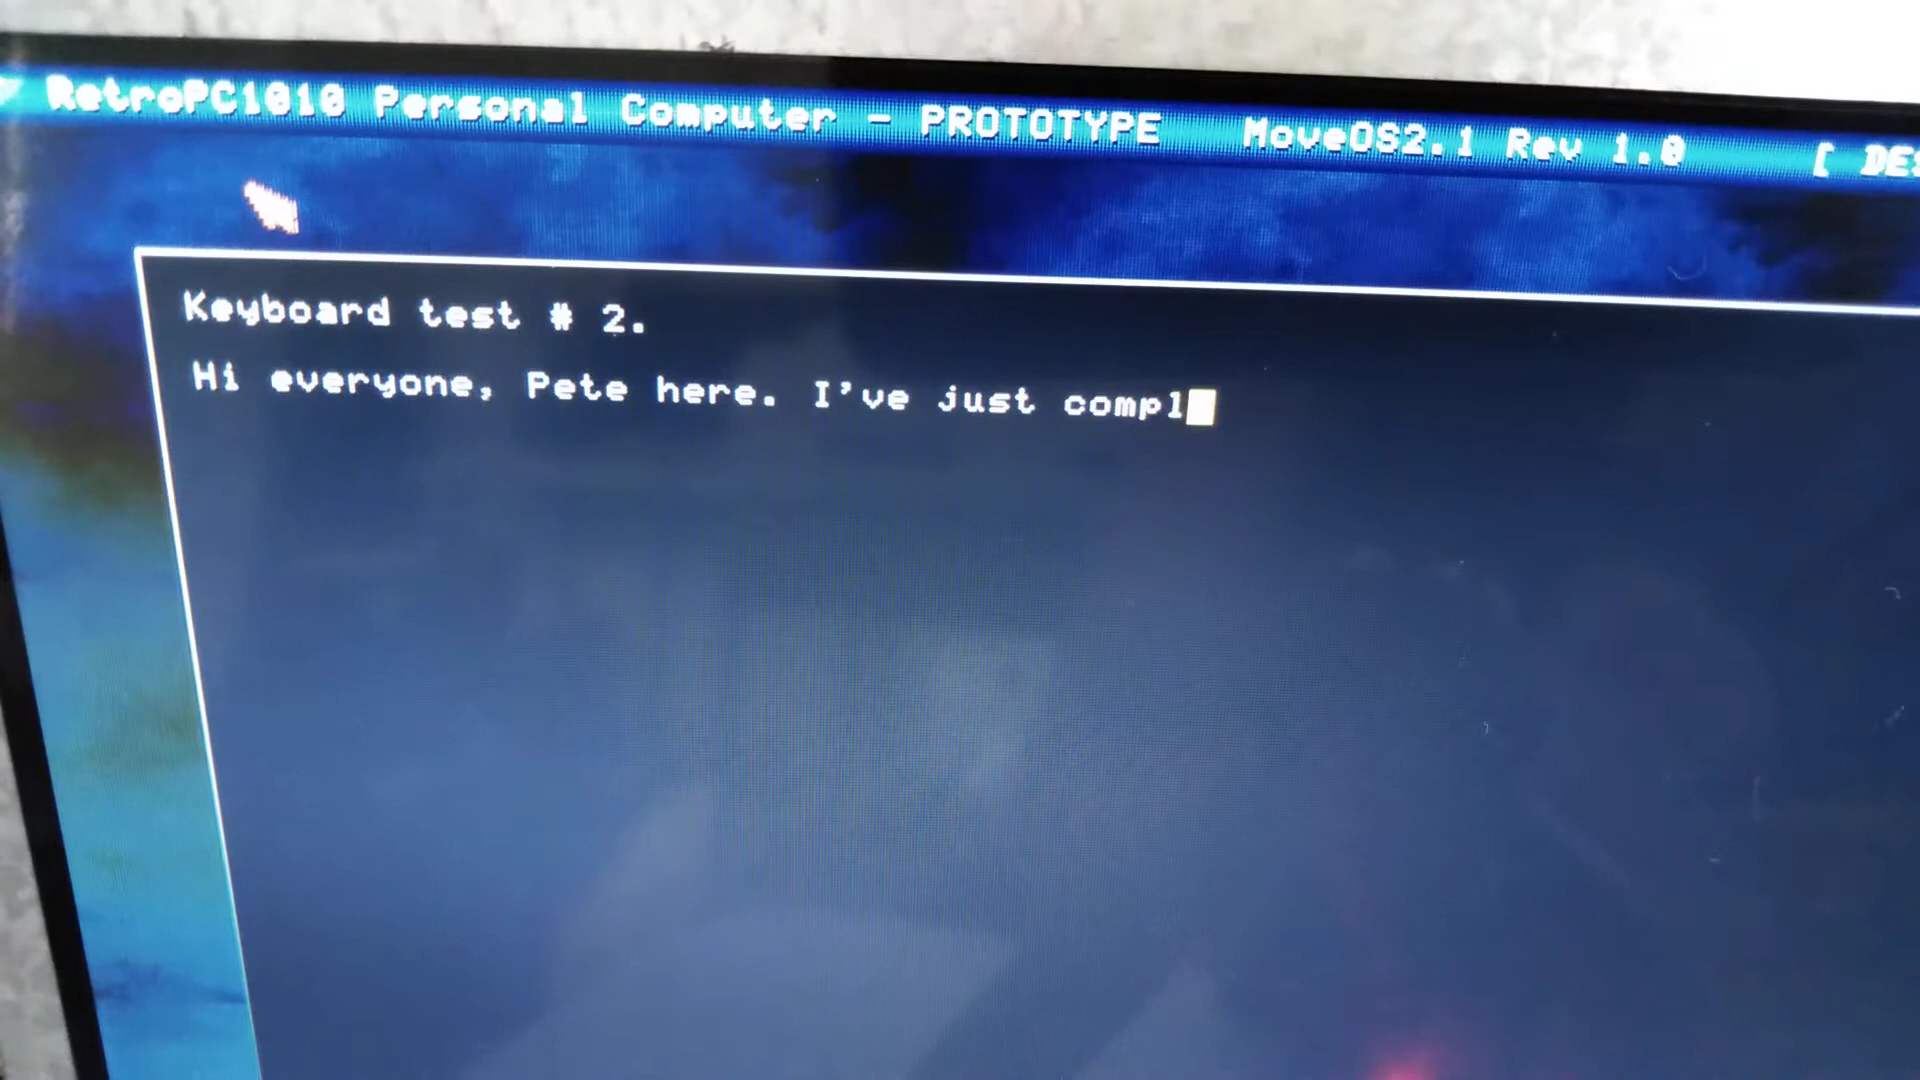 RetroPC1010 Personal Computer - PROTOTYPE MoveOS2.1 Rev 1.0 [ DES
Keyboard test # 2.
Hi everyone, Pete here. I've just compl